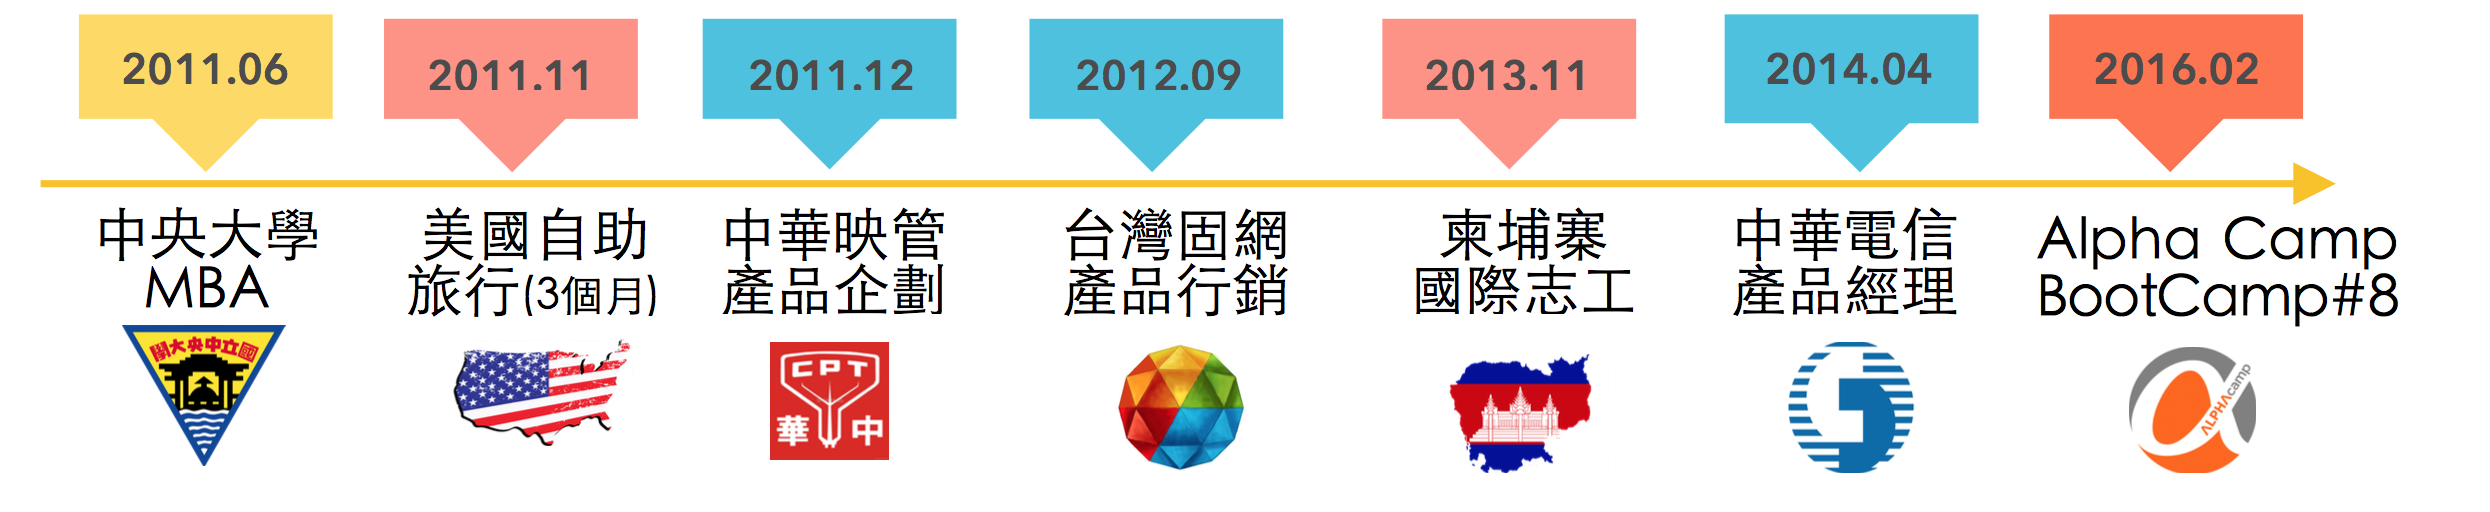 2011.06
2011.11
2011.12
2012.09
2013.11
2014.04
2016.02
中央大學
MBA
美國自助
旅行(3個月)
中華映管
產品企劃
台灣固網
產品行銷
柬埔寨
國際志工
中華電信
產品經理
Alpha Camp
BootCamp#8
國立中央大學
CPT
華中
ALPHAcamp